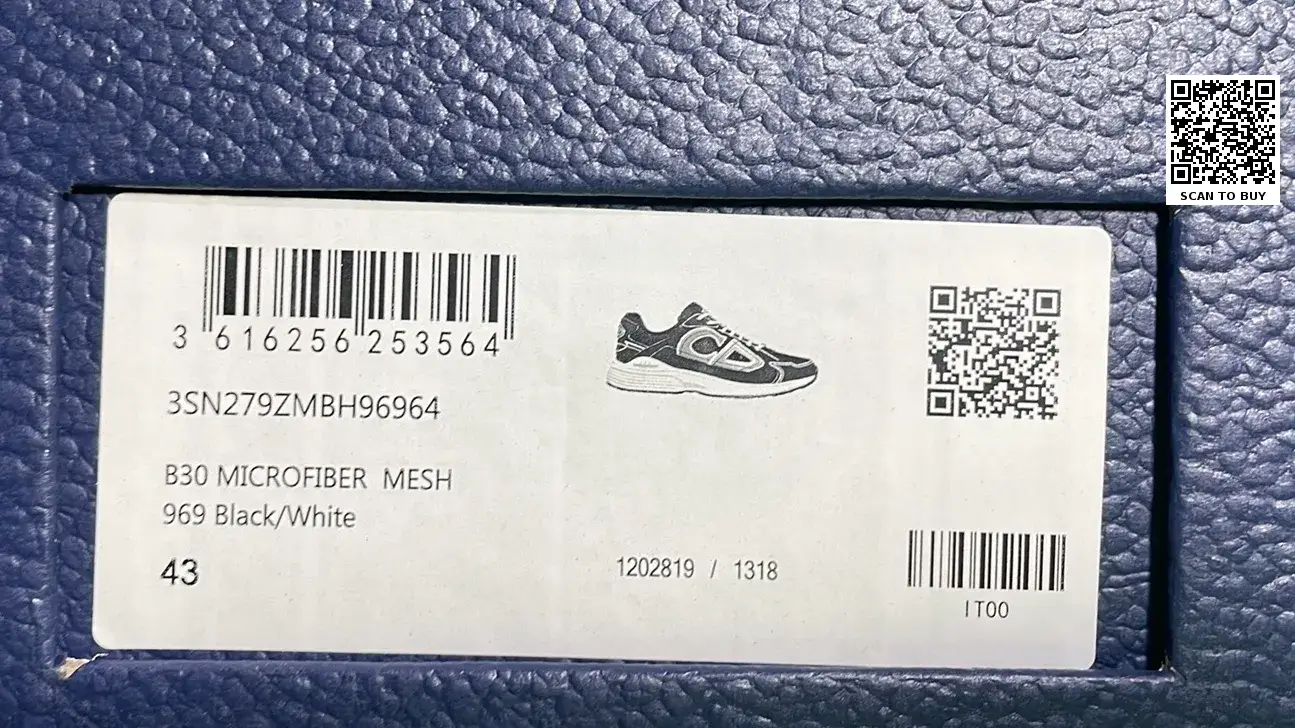 SCAN TO BUY
3 616256 253564
3SN279ZMBH96964
B30 MICROFIBER MESH
969 Black/White
43
1202819 / 1318
IT00